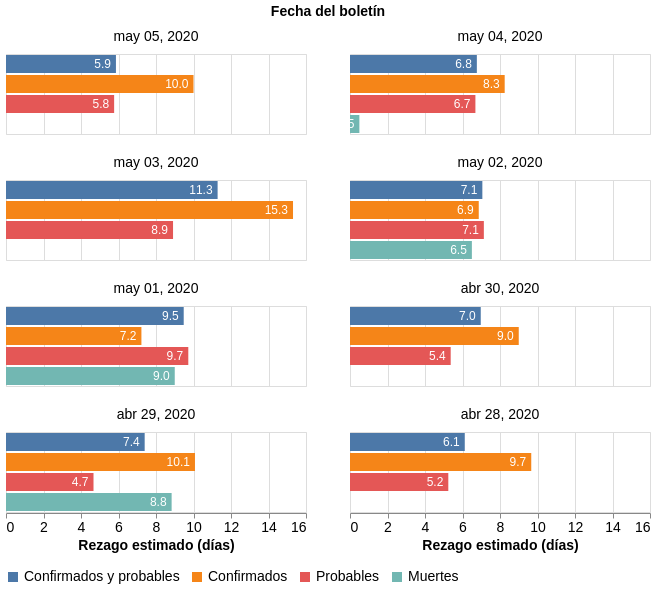 Fecha del boletín
may 05, 2020
5.9
10.0
5.8
may 04, 2020
6.8
8.3
6.7
5
may 03, 2020
11.3
15.3
8.9
may 02, 2020
7.1
6.9
7.1
6.5
may 01, 2020
9.5
7.2
9.7
9.0
abr 30, 2020
7.0
9.0
5.4
abr 29, 2020
7.4
10.1
4.7
8.8
abr 28, 2020
6.1
9.7
5.2
0 2 4 6 8 10 12 14 16
Rezago estimado (días)
0 2 4 6 8 10 12 14 16
Rezago estimado (días)
Confirmados y probables Confirmados Probables Muertes